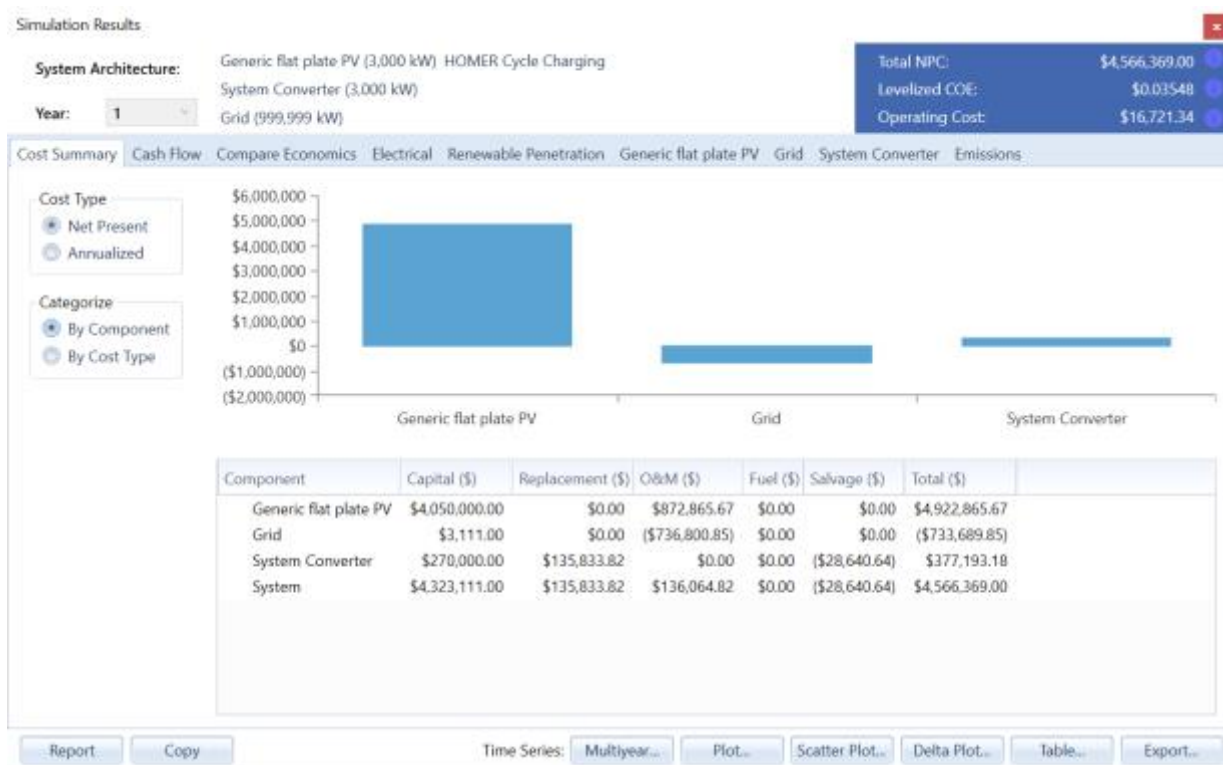 Simulation Results
System Architecture:
Generic flat plate PV (3,000 kW) HOMER Cycle Charging
System Converter (3,000 kW)
Grid (999,999 kW)
Year: 1
Total NPC: $4,566,369.00
Levelized COE: $0.03548
Operating Cost: $16,721.34
Cost Summary Cash Flow Compare Economics Electrical Renewable Penetration Generic flat plate PV Grid System Converter Emissions
Cost Type
Net Present
Annualized
Categorize
By Component
By Cost Type
$6,000,000
$5,000,000
$4,000,000
$3,000,000
$2,000,000
$1,000,000
$0
($1,000,000)
($2,000,000)
Generic flat plate PV Grid System Converter
Component Capital ($) Replacement ($) O&M ($) Fuel ($) Salvage ($) Total ($)
Generic flat plate PV $4,050,000.00 $0.00 $872,865.67 $0.00 $0.00 $4,922,865.67
Grid $3,111.00 $0.00 ($736,800.85) $0.00 $0.00 ($733,689.85)
System Converter $270,000.00 $135,833.82 $0.00 $0.00 ($28,640.64) $377,193.18
System $4,323,111.00 $135,833.82 $136,064.82 $0.00 ($28,640.64) $4,566,369.00
Report Copy Time Series: Multiyear... Plot... Scatter Plot... Delta Plot... Table... Export...